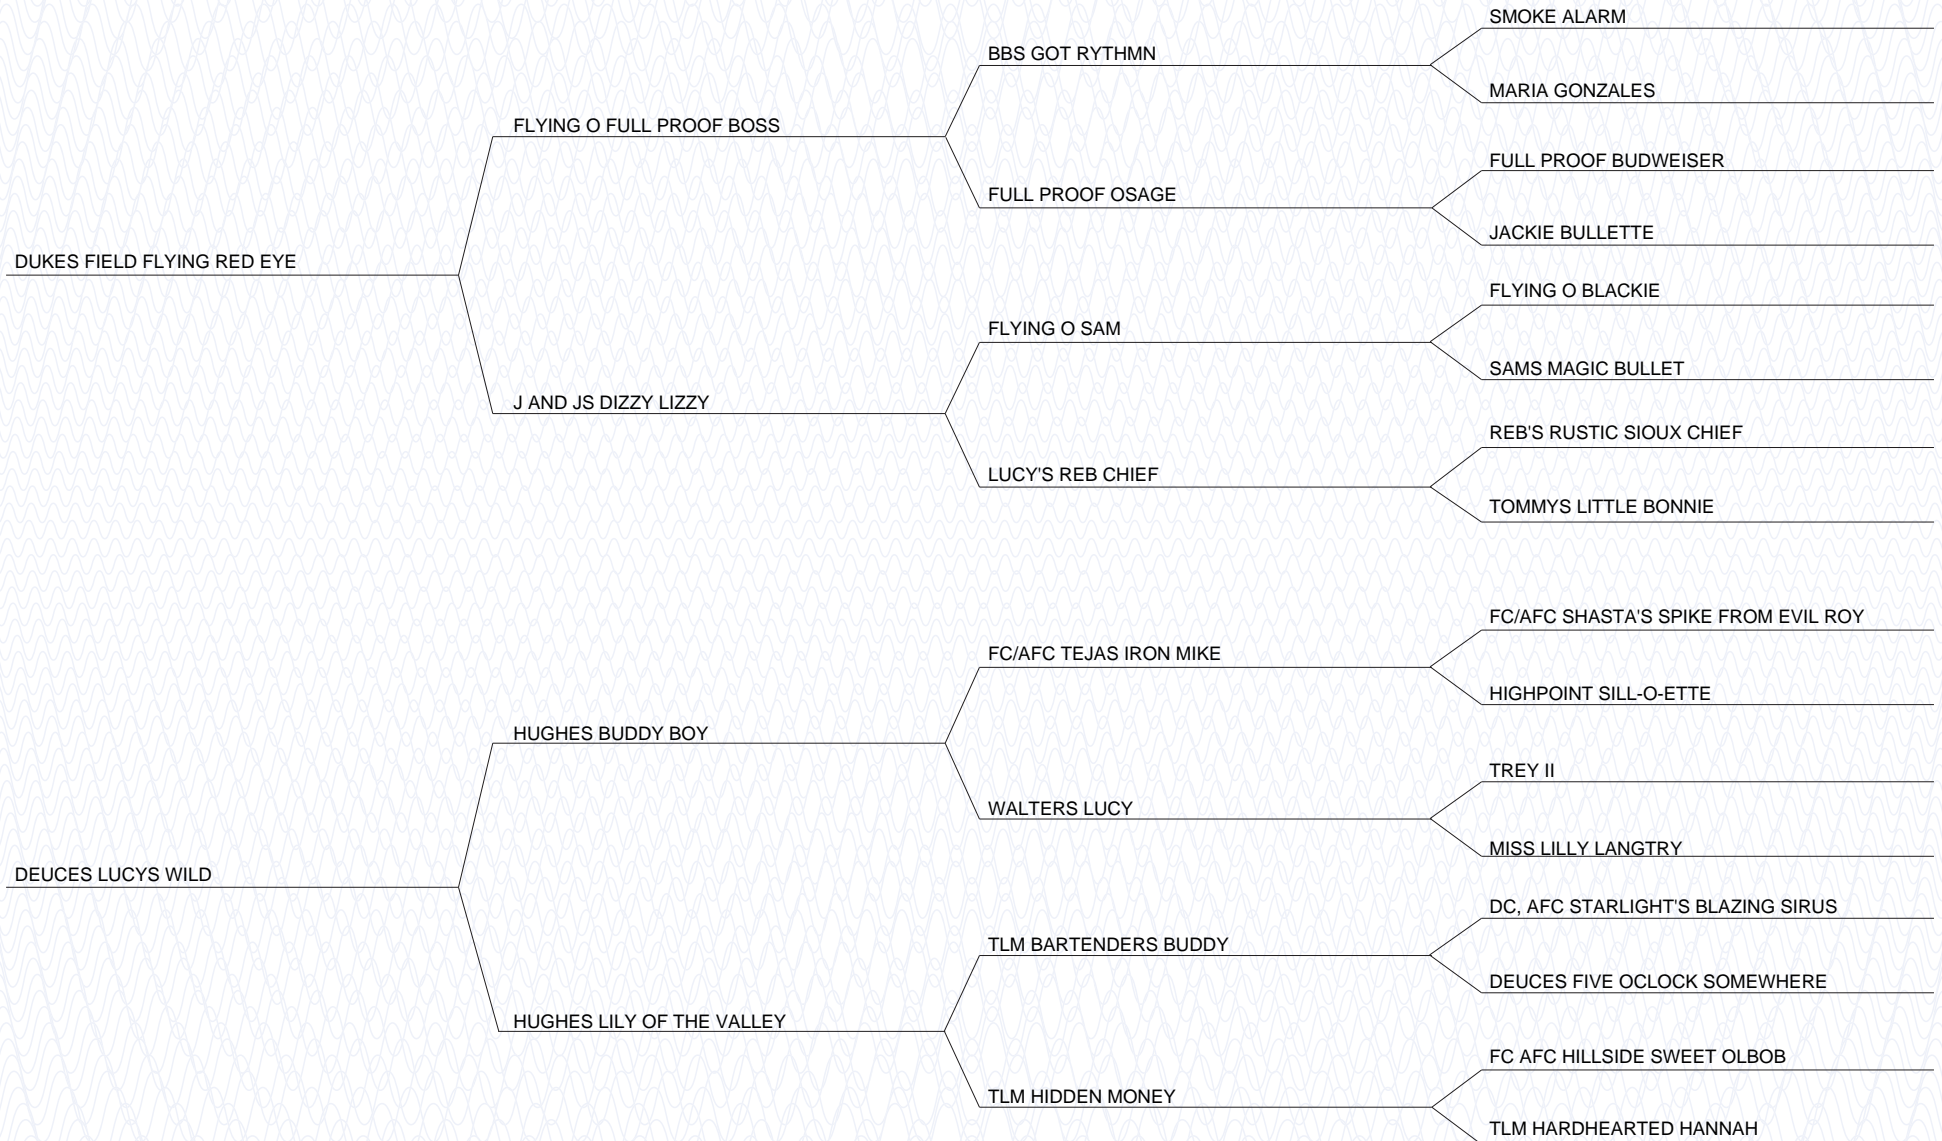 SMOKE ALARM
BBS GOT RYTHMN
MARIA GONZALES
FLYING O FULL PROOF BOSS
FULL PROOF BUDWEISER
FULL PROOF OSAGE
JACKIE BULLETTE
DUKES FIELD FLYING RED EYE
FLYING O BLACKIE
FLYING O SAM
SAMS MAGIC BULLET
J AND JS DIZZY LIZZY
REB'S RUSTIC SIOUX CHIEF
LUCY'S REB CHIEF
TOMMYS LITTLE BONNIE
FC/AFC SHASTA'S SPIKE FROM EVIL ROY
FC/AFC TEJAS IRON MIKE
HIGHPOINT SILL-O-ETTE
HUGHES BUDDY BOY
TREY II
WALTERS LUCY
MISS LILLY LANGTRY
DEUCES LUCYS WILD
DC, AFC STARLIGHT'S BLAZING SIRUS
TLM BARTENDERS BUDDY
DEUCES FIVE OCLOCK SOMEWHERE
HUGHES LILY OF THE VALLEY
FC AFC HILLSIDE SWEET OLBOB
TLM HIDDEN MONEY
TLM HARDHEARTED HANNAH